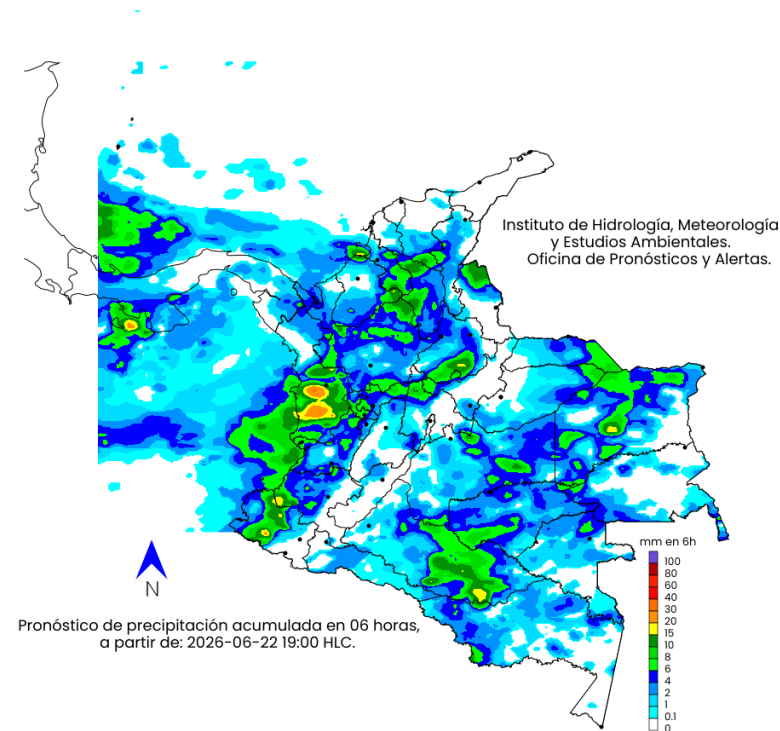 Instituto de Hidrología, Meteorología
y Estudios Ambientales.
Oficina de Pronósticos y Alertas.
mm en 6h
100
80
60
40
30
20
15
10
8
6
4
2
1
0.1
0
N
Pronóstico de precipitación acumulada en 06 horas,
a partir de: 2026-06-22 19:00 HLC.